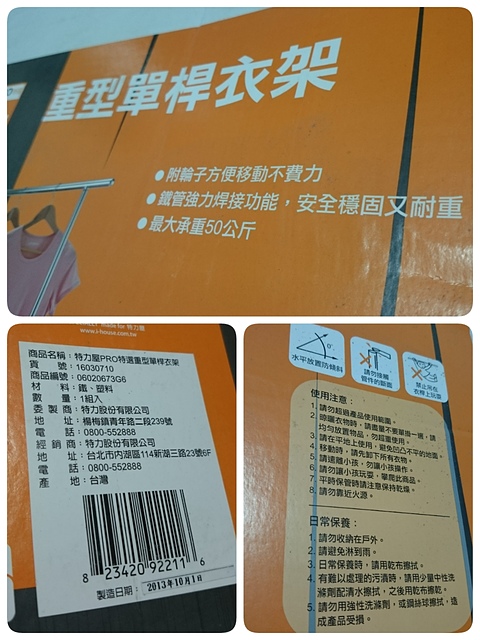 重型單桿衣架
●附輪子方便移動不費力
●鐵管強力焊接功能，安全穩固又耐重
●最大承重50公斤
Made for 特力屋
www.i-house.com.tw
商品名稱：特力屋PRO特選重型單桿衣架
貨　　號：16030710
商品編號：06020673G6
材　　料：鐵、塑料
數　　量：1組入
委 製 商：特力股份有限公司
地　　址：楊梅鎮青年路二段239號
電　　話：0800-552888
經 銷 商：特力股份有限公司
地　　址：台北市內湖區114新湖三路23號6F
電　　話：0800-552888
產　　地：台灣
8 23420 92211 6
製造日期：2013年10月1日
0°
水平放置防傾斜
請勿碰觸
管件的斷面
禁止吊在
衣桿上玩耍
使用注意：
1. 請勿超過產品使用範圍。
2. 晾曬衣物時，請盡量不要單掛一邊，請
均勻放置物品，勿超重使用。
3. 請在平地上使用，避免凹凸不平的地面。
4. 移動時，請先卸下所有衣物。
5. 請遠離小孩，勿讓小孩操作。
6. 請勿讓小孩玩耍，攀爬此商品。
7. 平時保管時請注意保持乾燥。
8. 請勿靠近火源。
日常保養：
1. 請勿收納在戶外。
2. 請避免淋到雨。
3. 日常保養時，請用乾布擦拭。
4. 有難以處理的污漬時，請用少量中性洗
滌劑配清水擦拭，之後用乾布擦乾。
5. 請勿用強性洗滌劑，或鋼絲球擦拭，造
成產品受損。